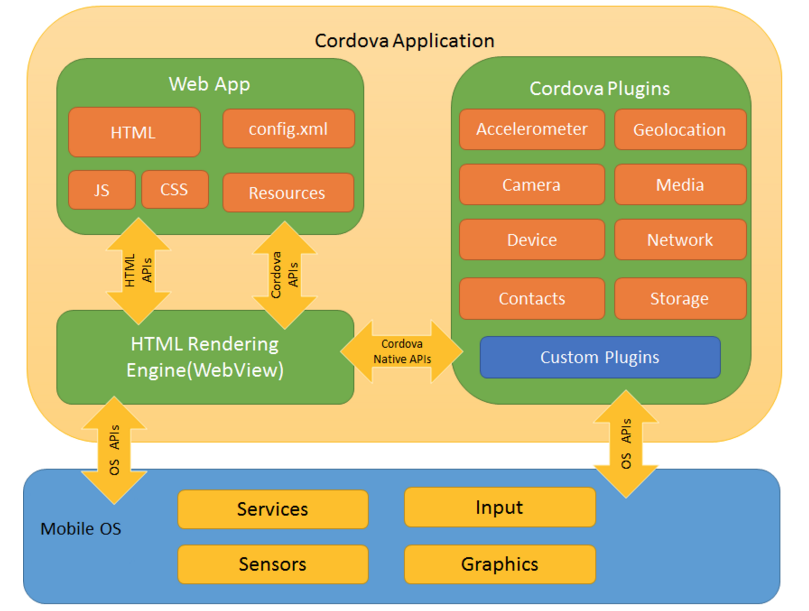 Cordova Application
Web App
HTML
config.xml
JS
CSS
Resources
HTML
APIs
Cordova
APIs
HTML Rendering
Engine(WebView)
Cordova
Native APIs
Cordova Plugins
Accelerometer
Geolocation
Camera
Media
Device
Network
Contacts
Storage
Custom Plugins
OS APIs
OS APIs
Mobile OS
Services
Input
Sensors
Graphics